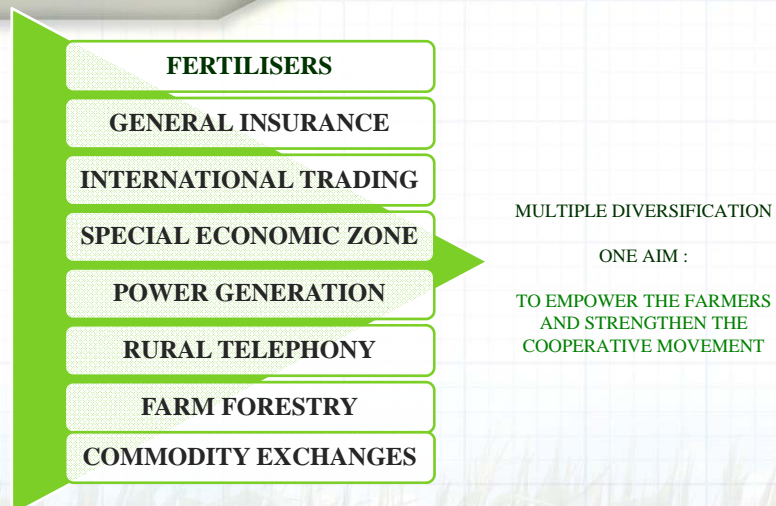 FERTILISERS
GENERAL INSURANCE
INTERNATIONAL TRADING
SPECIAL ECONOMIC ZONE
POWER GENERATION
RURAL TELEPHONY
FARM FORESTRY
COMMODITY EXCHANGES
MULTIPLE DIVERSIFICATION
ONE AIM :
TO EMPOWER THE FARMERS
AND STRENGTHEN THE
COOPERATIVE MOVEMENT